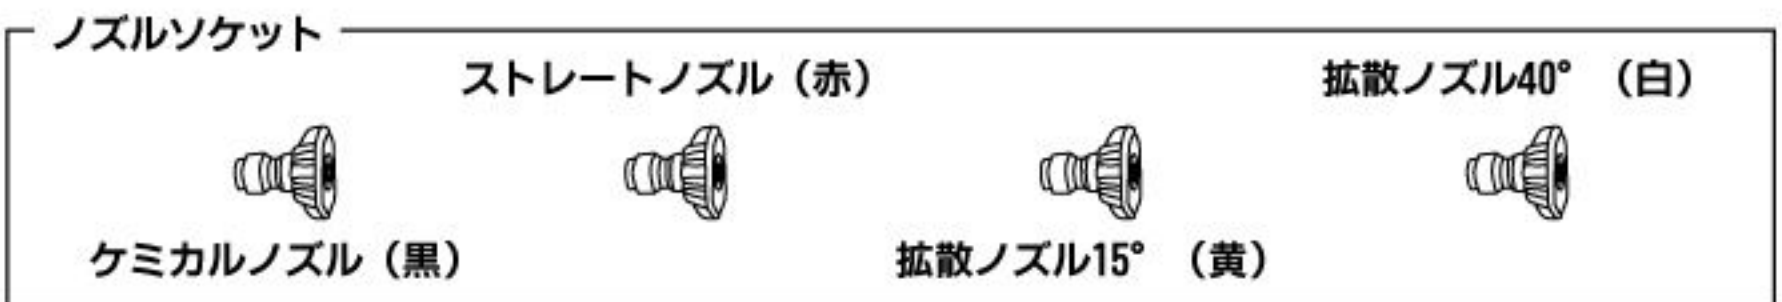 ノズルソケット
ストレートノズル（赤）
拡散ノズル40°（白）
ケミカルノズル（黒）
拡散ノズル15°（黄）